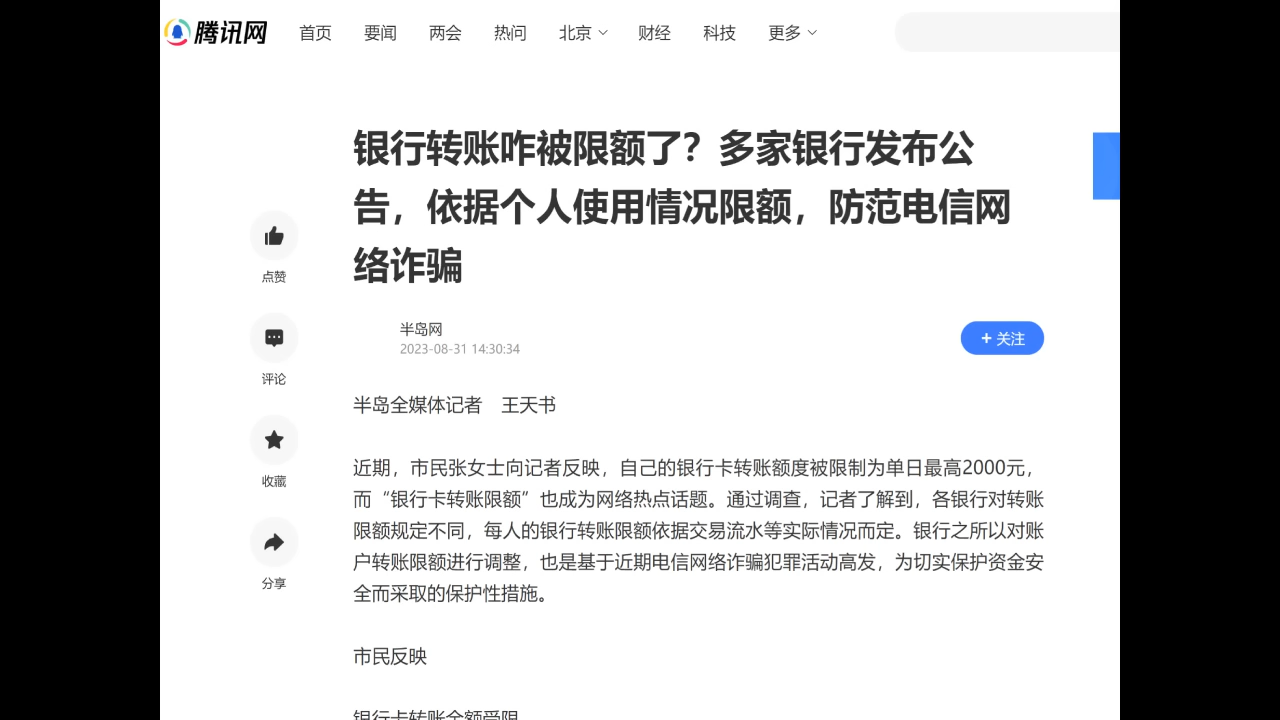 腾讯网 首页 要闻 两会 热问 北京 财经 科技 更多
银行转账咋被限额了？多家银行发布公
告，依据个人使用情况限额，防范电信网
络诈骗
点赞
评论
收藏
分享
半岛网
2023-08-31 14:30:34
+ 关注
半岛全媒体记者 王天书
近期，市民张女士向记者反映，自己的银行卡转账额度被限制为单日最高2000元，
而“银行卡转账限额”也成为网络热点话题。通过调查，记者了解到，各银行对转账
限额规定不同，每人的银行转账限额依据交易流水等实际情况而定。银行之所以对账
户转账限额进行调整，也是基于近期电信网络诈骗犯罪活动高发，为切实保护资金安
全而采取的保护性措施。
市民反映
银行卡转账金额受限